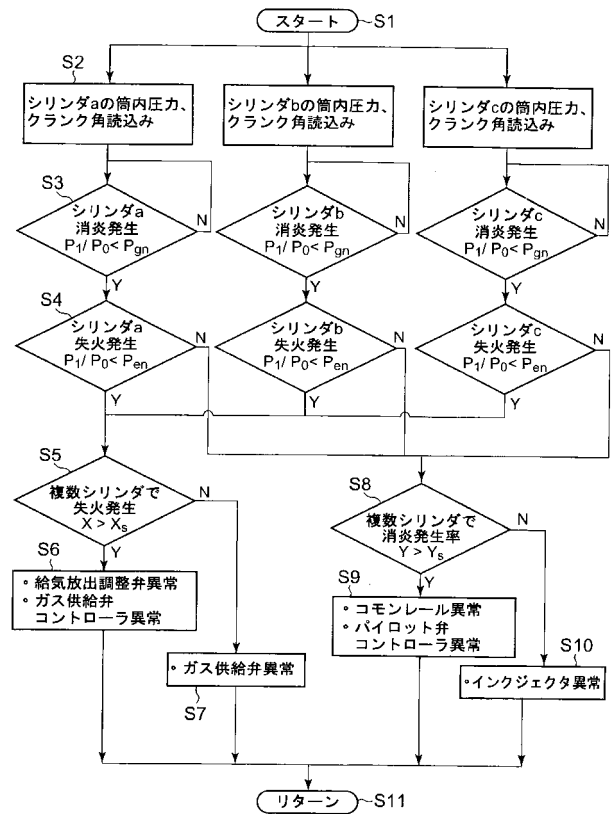 スタート
S1
S2
シリンダaの筒内圧力、
クランク角読込み
シリンダbの筒内圧力、
クランク角読込み
シリンダcの筒内圧力、
クランク角読込み
S3
シリンダa
消炎発生
P1/ P0< Pgn
N
Y
シリンダb
消炎発生
P1/ P0< Pgn
N
Y
シリンダc
消炎発生
P1/ P0< Pgn
N
Y
S4
シリンダa
失火発生
P1/ P0< Pen
N
Y
シリンダb
失火発生
P1/ P0< Pen
N
Y
シリンダc
失火発生
P1/ P0< Pen
N
Y
S5
複数シリンダで
失火発生
X > Xs
N
Y
S8
複数シリンダで
消炎発生率
Y > Ys
N
Y
S6
◦ 給気放出調整弁異常
◦ ガス供給弁
コントローラ異常
S9
◦ コモンレール異常
◦ パイロット弁
コントローラ異常
◦ ガス供給弁異常
S7
S10
◦インクジェクタ異常
リターン
S11